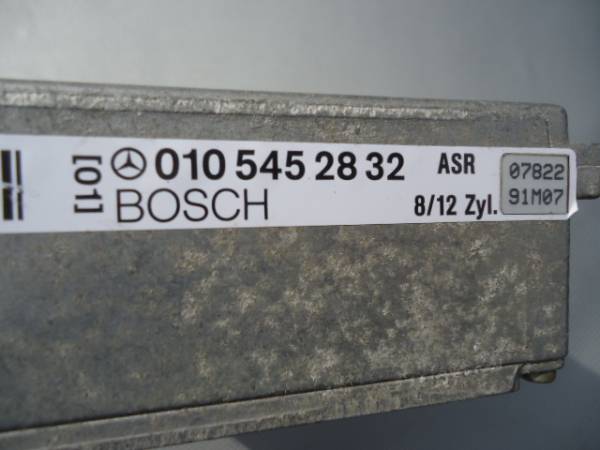 [01] 010 545 28 32 ASR 07822
BOSCH 8/12 Zyl. 91M07